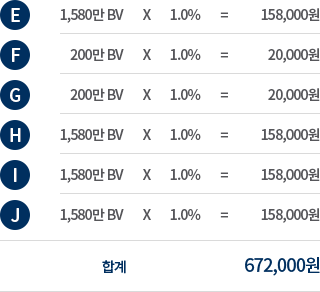 E 1,580만 BV X 1.0% = 158,000원
F 200만 BV X 1.0% = 20,000원
G 200만 BV X 1.0% = 20,000원
H 1,580만 BV X 1.0% = 158,000원
I 1,580만 BV X 1.0% = 158,000원
J 1,580만 BV X 1.0% = 158,000원
합계 672,000원